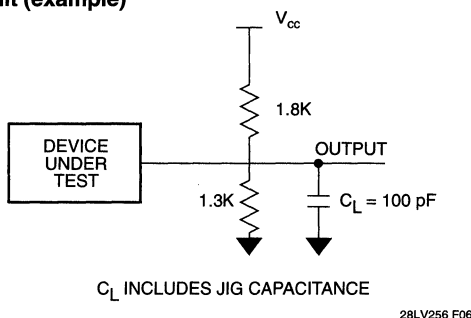 (example)
Vcc
1.8K
DEVICE
UNDER
TEST
OUTPUT
1.3K
CL = 100 pF
CL INCLUDES JIG CAPACITANCE
28LV256 F06